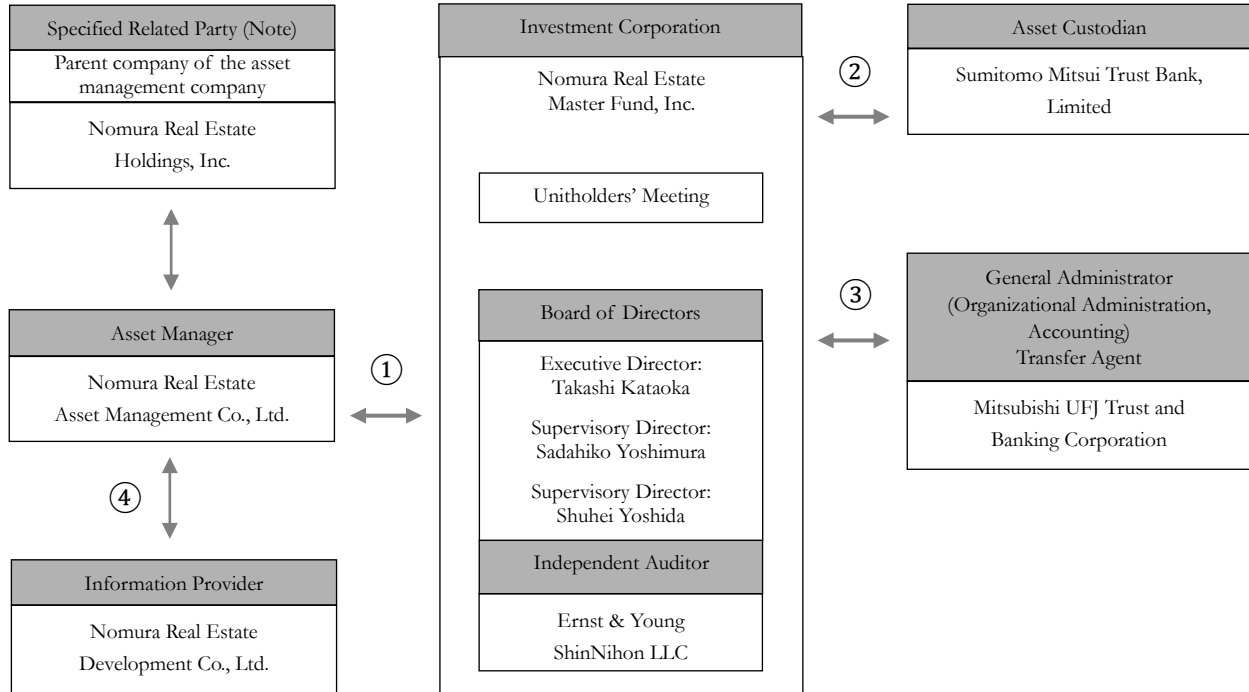 Specified Related Party (Note)
Parent company of the asset
management company
Nomura Real Estate
Holdings, Inc.
Asset Manager
Nomura Real Estate
Asset Management Co., Ltd.
④
Information Provider
Nomura Real Estate
Development Co., Ltd.
①
Investment Corporation
Nomura Real Estate
Master Fund, Inc.
Unitholders’ Meeting
Board of Directors
Executive Director:
Takashi Kataoka
Supervisory Director:
Sadahiko Yoshimura
Supervisory Director:
Shuhei Yoshida
Independent Auditor
Ernst & Young
ShinNihon LLC
②
Asset Custodian
Sumitomo Mitsui Trust Bank,
Limited
③
General Administrator
(Organizational Administration,
Accounting)
Transfer Agent
Mitsubishi UFJ Trust and
Banking Corporation